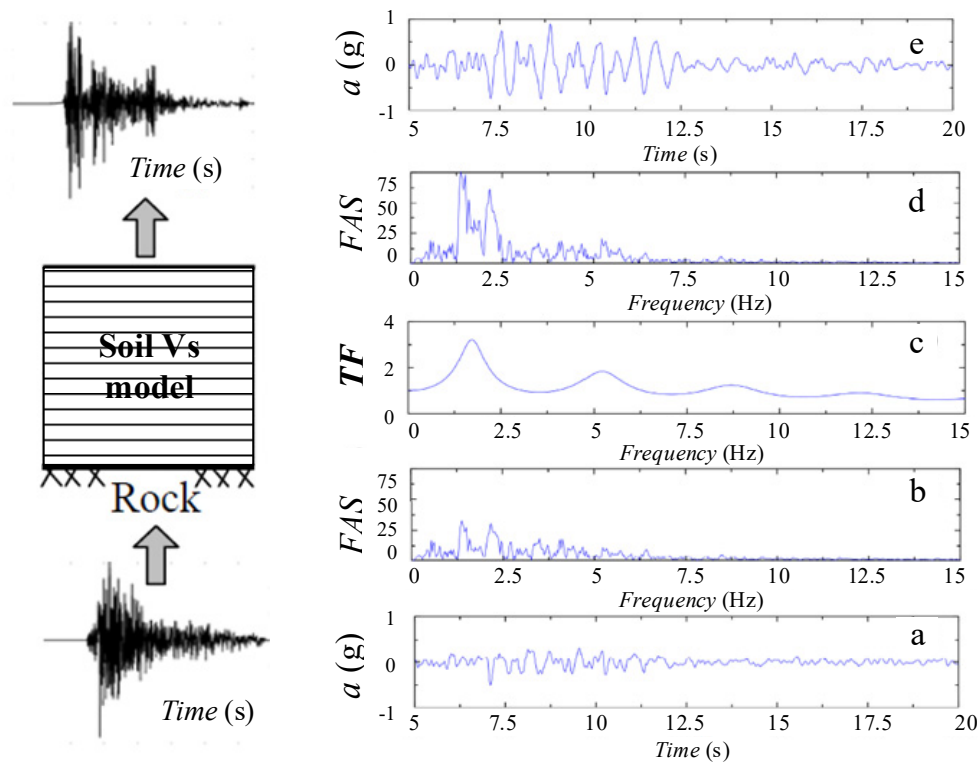 Time (s)
Soil Vs
model
Rock
Time (s)
a (g)
1
0
-1
e
5 7.5 10 12.5 15 17.5 20
Time (s)
FAS
75
50
25
0
d
0 2.5 5 7.5 10 12.5 15
Frequency (Hz)
TF
4
2
0
c
0 2.5 5 7.5 10 12.5 15
Frequency (Hz)
FAS
75
50
25
0
b
0 2.5 5 7.5 10 12.5 15
Frequency (Hz)
a (g)
1
0
-1
a
5 7.5 10 12.5 15 17.5 20
Time (s)